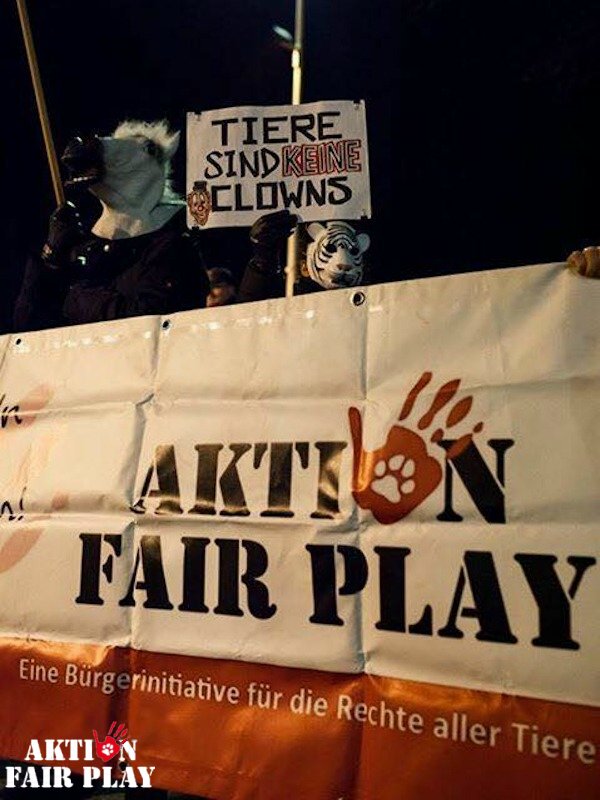 TIERE
SIND KEINE
CLOWNS
AKTION
FAIR PLAY
Eine Bürgerinitiative für die Rechte aller Tiere
AKTION
FAIR PLAY